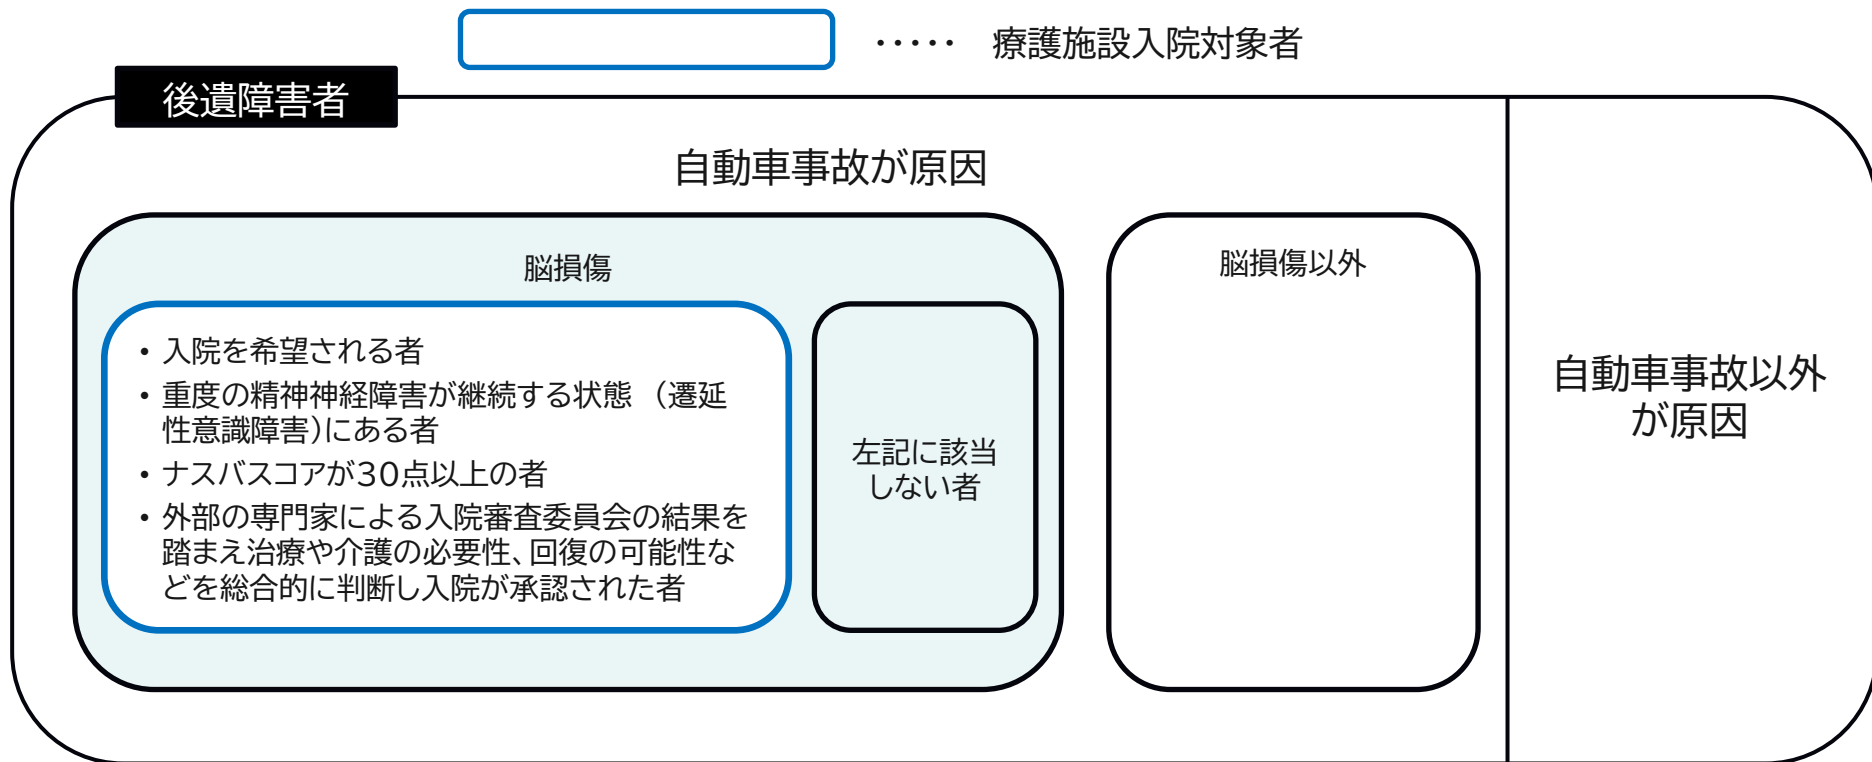 ・・・・・ 療護施設入院対象者
後遺障害者
自動車事故が原因
脳損傷
・入院を希望される者
・重度の精神神経障害が継続する状態 （遷延
性意識障害）にある者
・ナスバスコアが30点以上の者
・外部の専門家による入院審査委員会の結果を
踏まえ治療や介護の必要性、回復の可能性な
どを総合的に判断し入院が承認された者
左記に該当
しない者
脳損傷以外
自動車事故以外
が原因